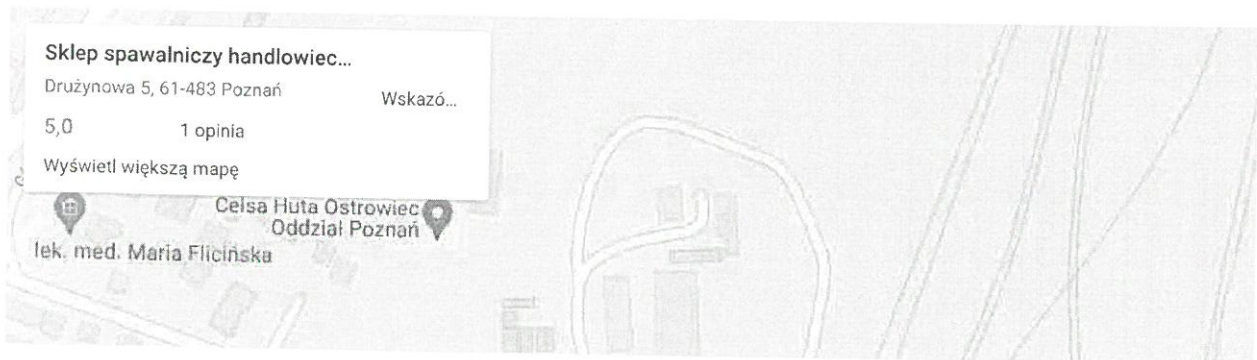 Sklep spawalniczy handlowiec...
Drużynowa 5, 61-483 Poznań
Wskazó...
5,0 1 opinia
Wyświetl większą mapę
Celsa Huta Ostrowiec
Oddział Poznań
lek. med. Maria Flicińska